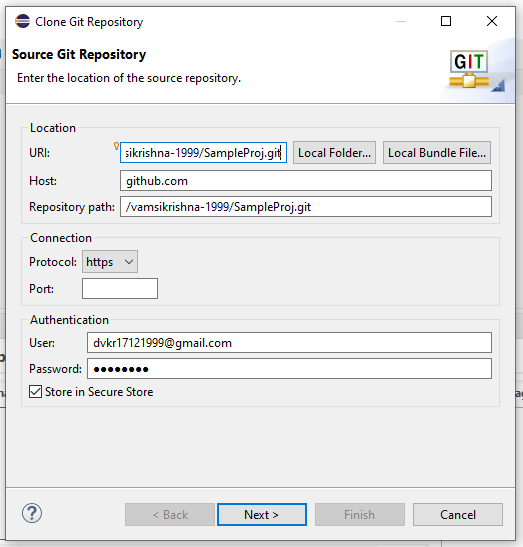 Clone Git Repository
Source Git Repository
Enter the location of the source repository.
GIT
Location
URI: sikrishna-1999/SampleProj.git Local Folder... Local Bundle File...
Host: github.com
Repository path: /vamsikrishna-1999/SampleProj.git
Connection
Protocol: https
Port:
Authentication
User: dvkr17121999@gmail.com
Password: ●●●●●●●●
Store in Secure Store
? < Back Next > Finish Cancel